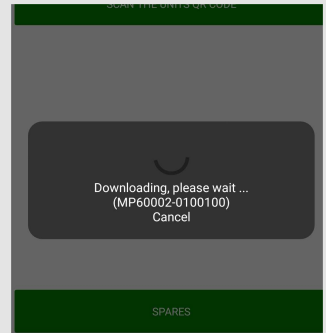 SCAN THE UNITS QR CODE
Downloading, please wait ...
(MP60002-0100100)
Cancel
SPARES